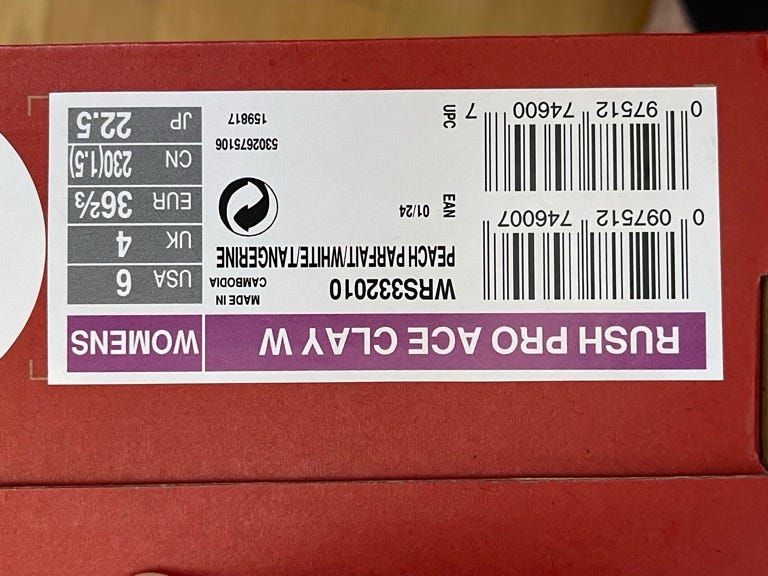 RUSH PRO ACE CLAY W
WOMENS
WRS332010
MADE IN
CAMBODIA
PEACH PARFAIT/WHITE/TANGERINE
USA 6
UK 4
EUR 36⅔
CN 230(1.5)
JP 22.5
EAN
01/24
0 097512 746007
5302675106
159817
UPC
0 97512 74600 7